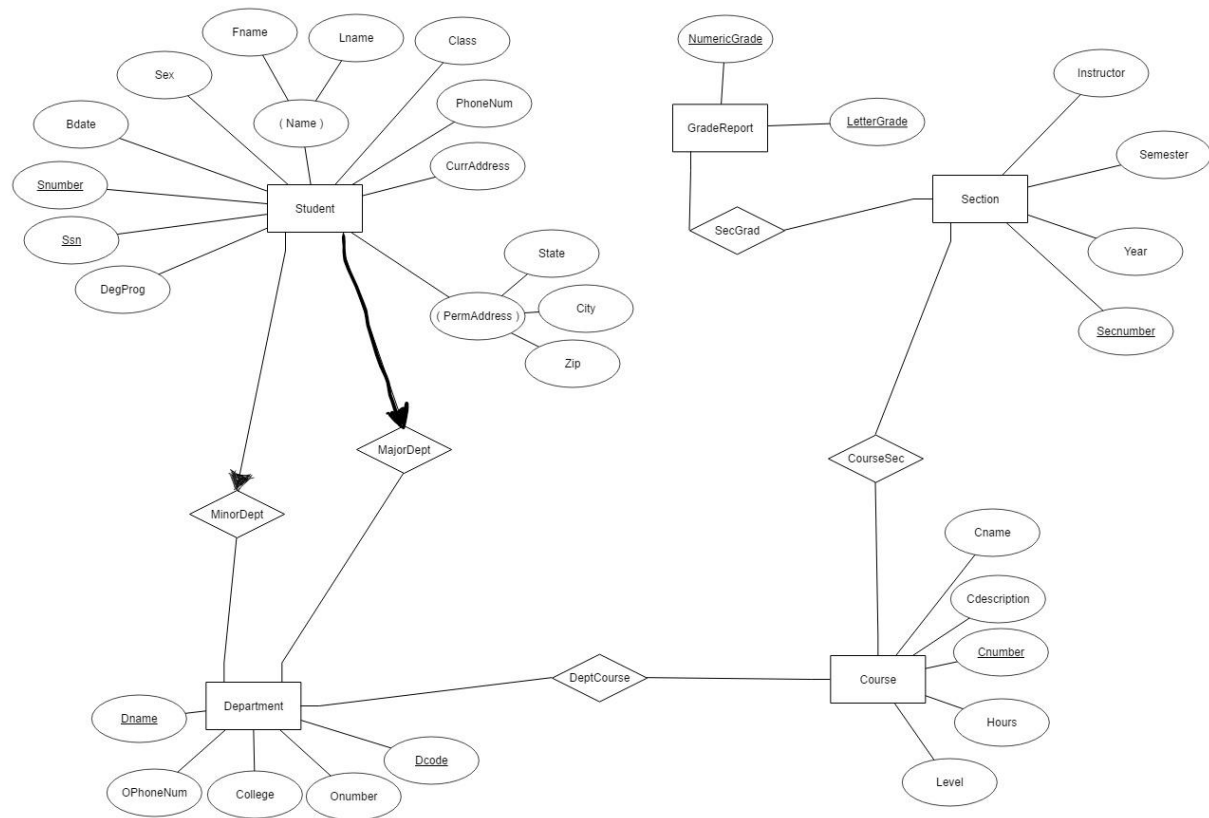 Fname
Lname
Class
Sex
( Name )
PhoneNum
Bdate
CurrAddress
Snumber
Student
Ssn
DegProg
State
( PermAddress )
City
Zip
MajorDept
MinorDept
NumericGrade
Instructor
GradeReport
LetterGrade
Semester
Section
SecGrad
Year
Secnumber
CourseSec
Cname
Cdescription
Cnumber
DeptCourse
Course
Hours
Level
Dname
Department
Dcode
OPhoneNum
College
Onumber